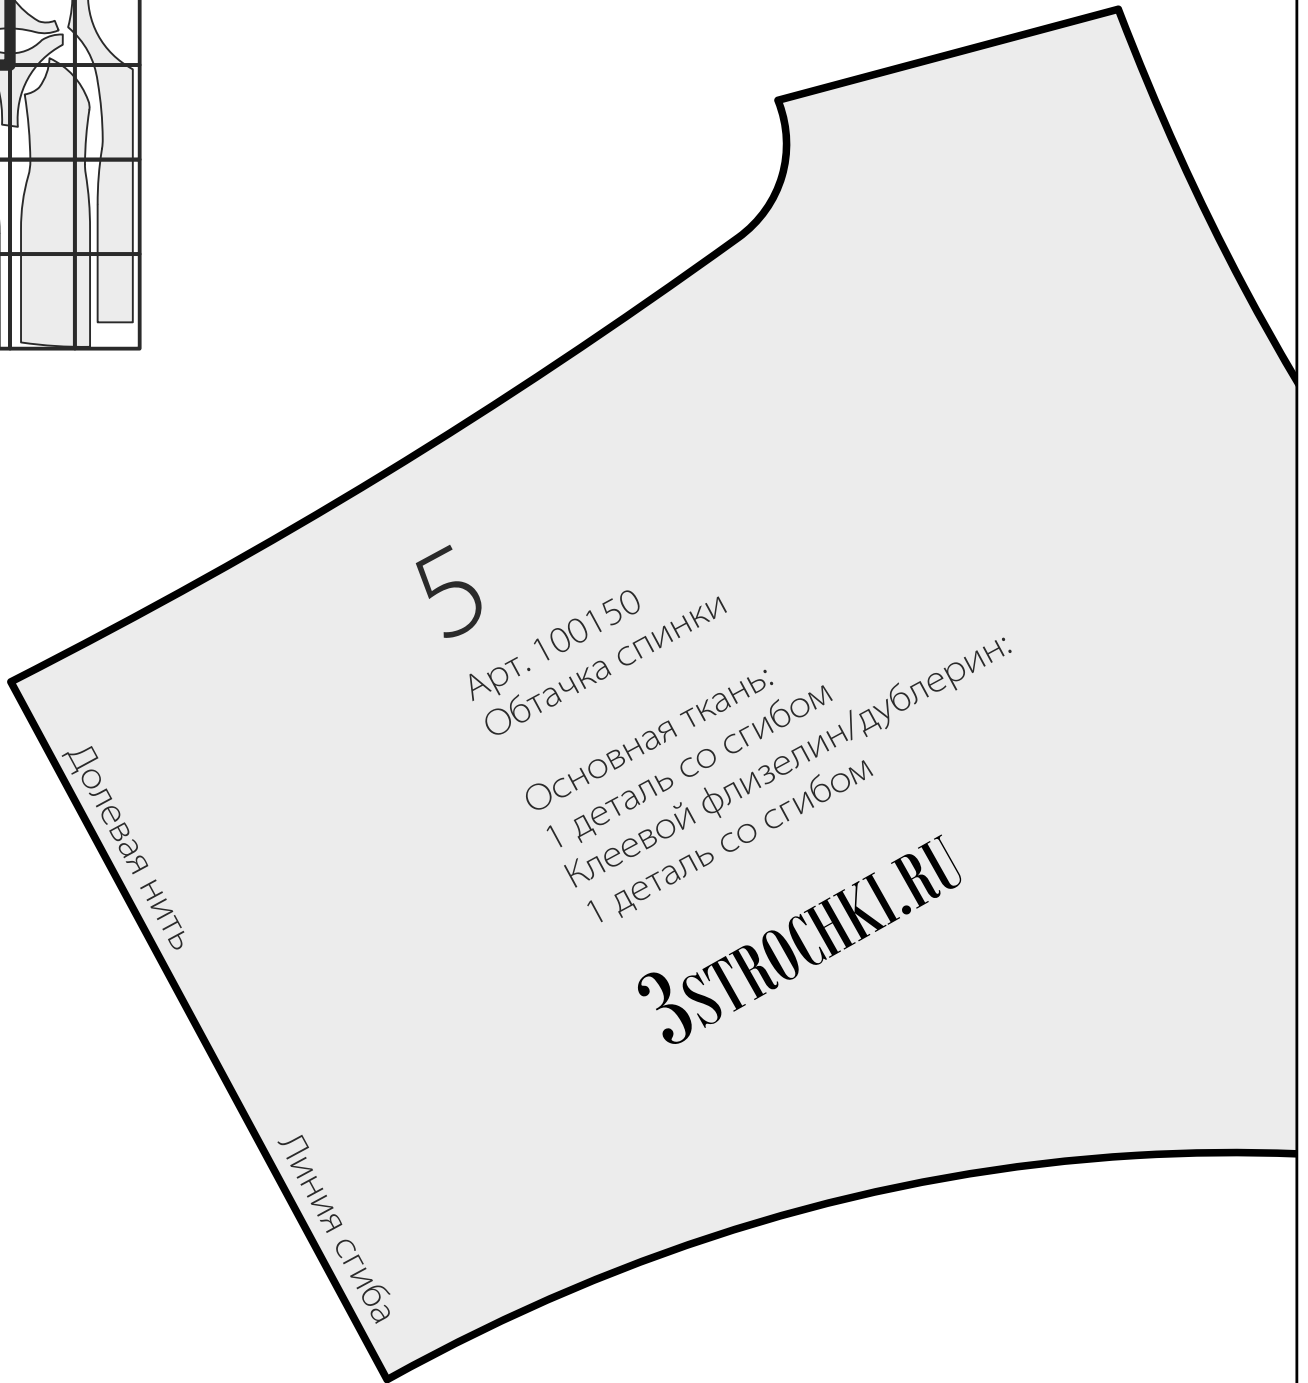 5
Арт. 100150
Обтачка спинки
Основная ткань:
1 деталь со сгибом
Клеевой флизелин/дублерин:
1 деталь со сгибом
3STROCHKI.RU
Долевая нить
Линия сгиба